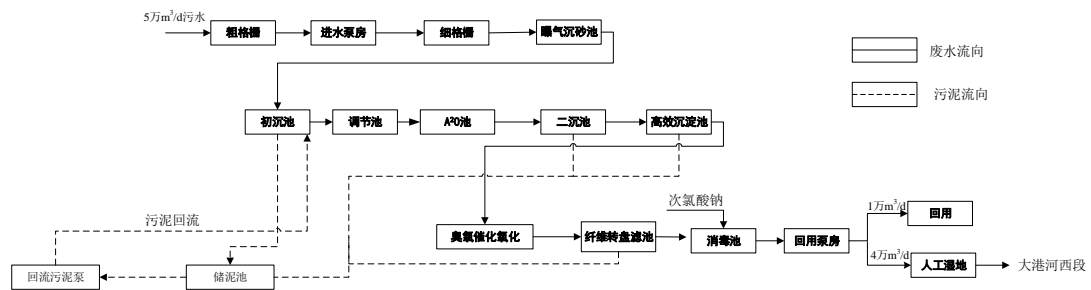 5万m³/d污水
粗格栅
进水泵房
细格栅
曝气沉砂池
废水流向
污泥流向
初沉池
调节池
A²O池
二沉池
高效沉淀池
污泥回流
次氯酸钠
1万m³/d
回用
臭氧催化氧化
纤维转盘滤池
消毒池
回用泵房
4万m³/d
回流污泥泵
储泥池
人工湿地
大港河西段